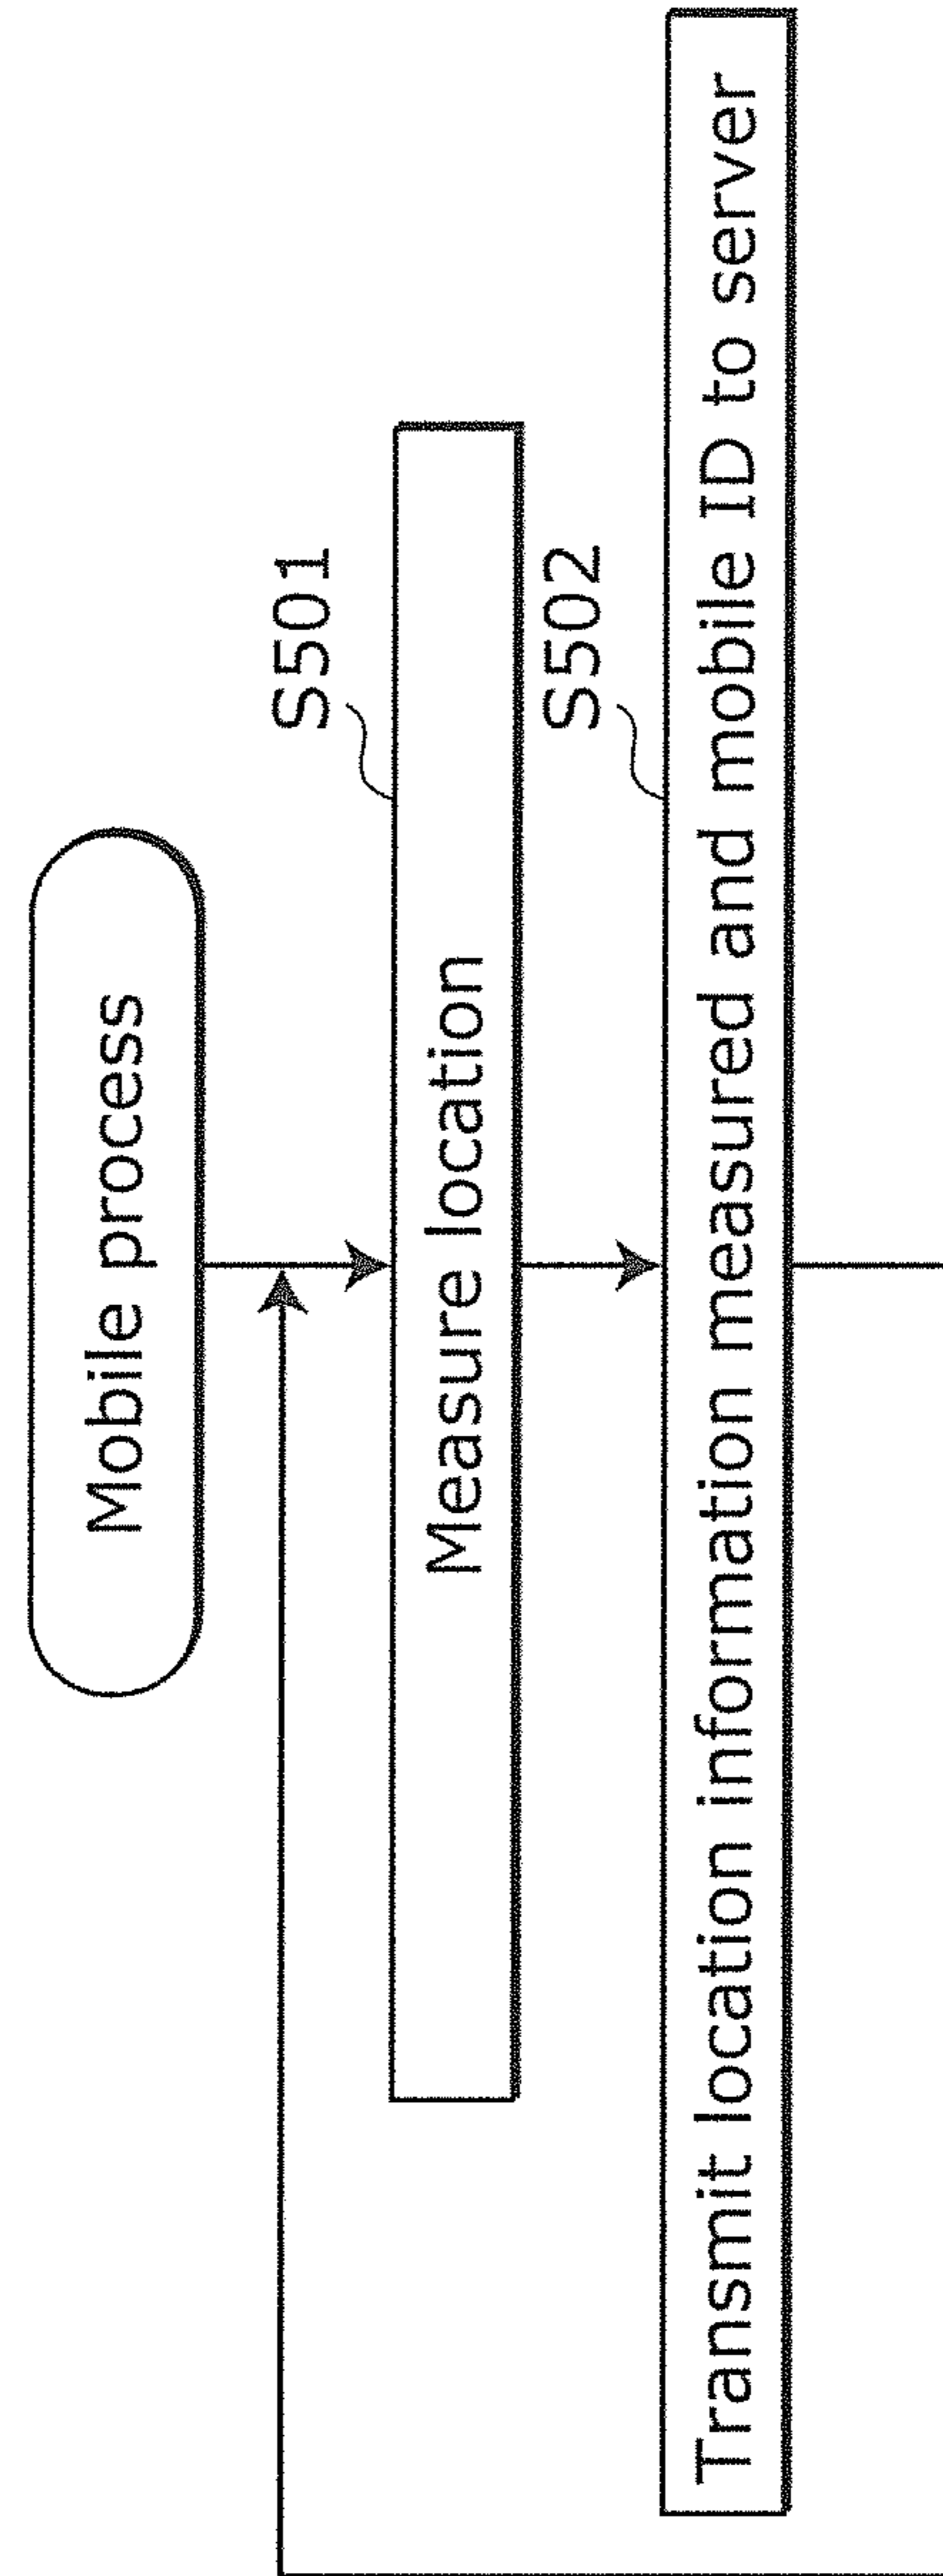 Mobile process
S501
Measure location
S502
Transmit location information measured and mobile ID to server